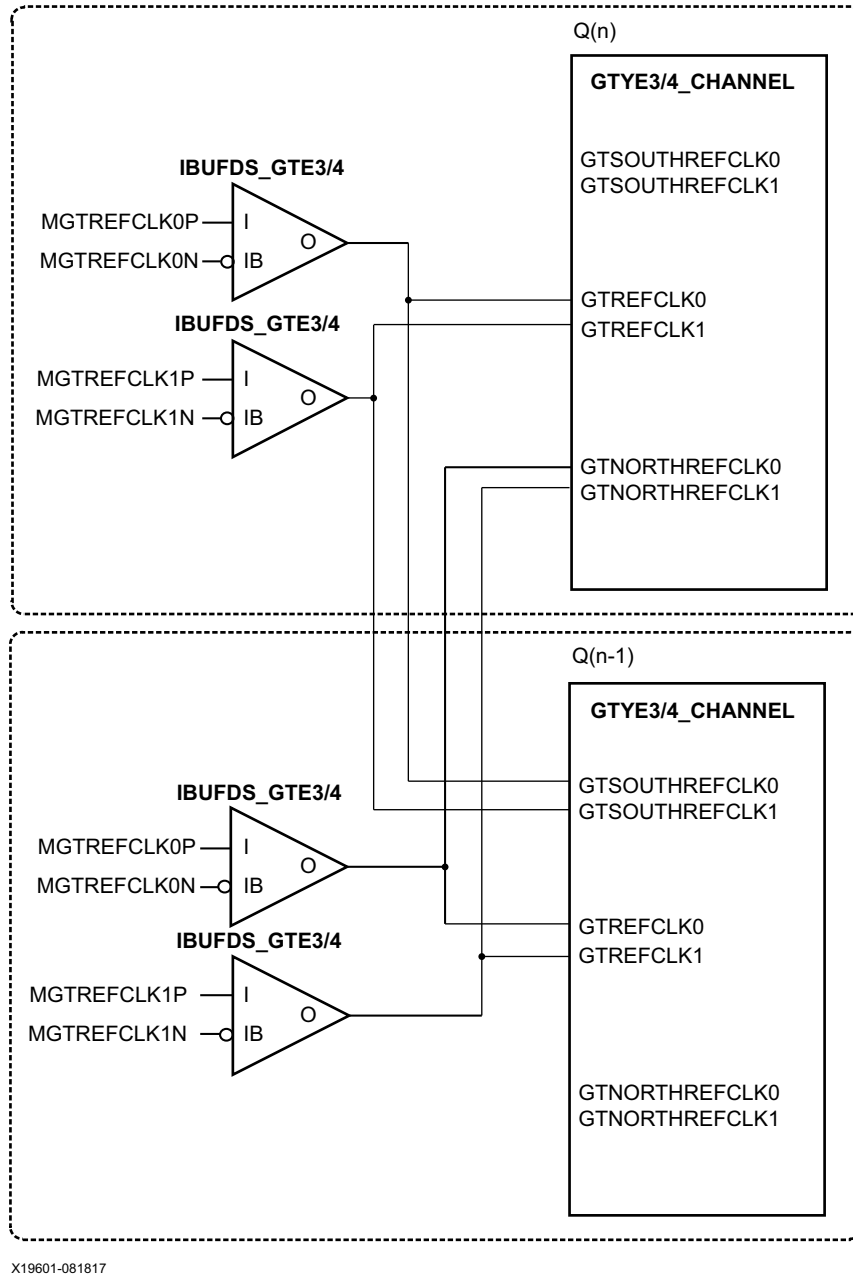 Q(n)
GTYE3/4_CHANNEL
GTSOUTHREFCLK0
GTSOUTHREFCLK1
IBUFDS_GTE3/4
MGTREFCLK0P
I
O
MGTREFCLK0N
IB
GTREFCLK0
IBUFDS_GTE3/4
GTREFCLK1
MGTREFCLK1P
I
O
MGTREFCLK1N
IB
GTNORTHREFCLK0
GTNORTHREFCLK1
Q(n-1)
GTYE3/4_CHANNEL
GTSOUTHREFCLK0
IBUFDS_GTE3/4
GTSOUTHREFCLK1
MGTREFCLK0P
I
O
MGTREFCLK0N
IB
GTREFCLK0
IBUFDS_GTE3/4
GTREFCLK1
MGTREFCLK1P
I
O
MGTREFCLK1N
IB
GTNORTHREFCLK0
GTNORTHREFCLK1
X19601-081817